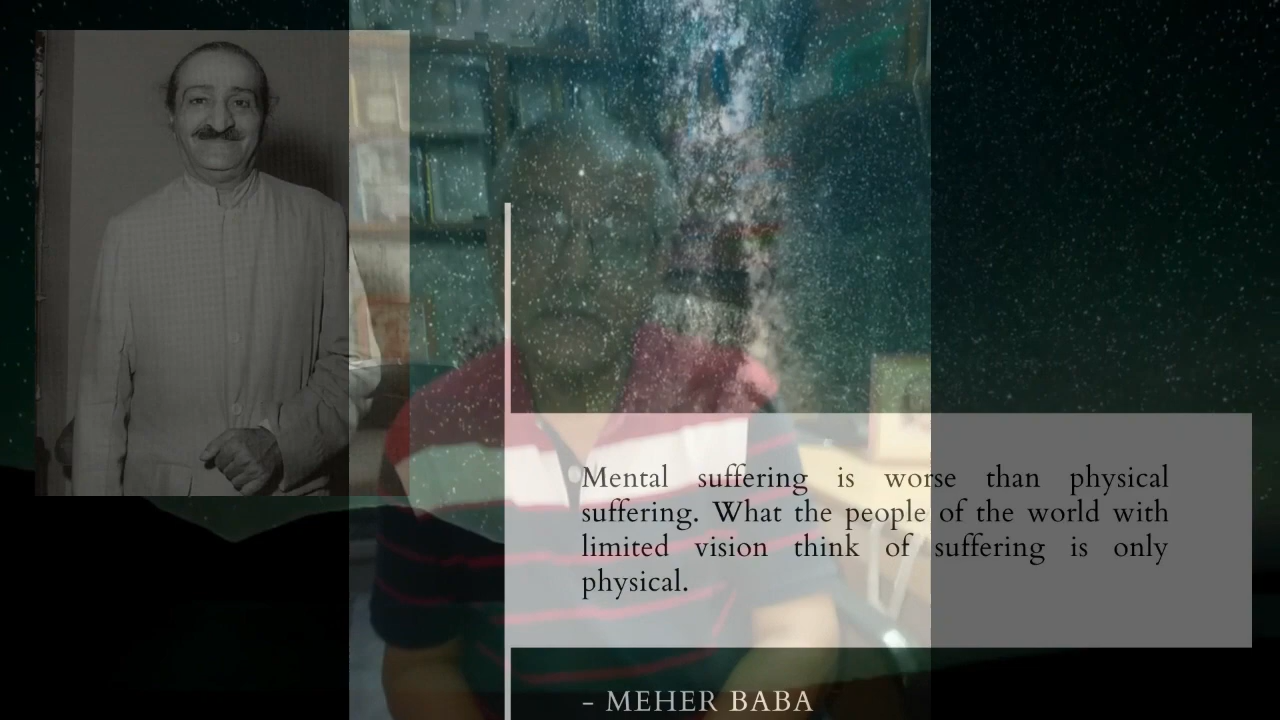 Mental suffering is worse than physical
suffering. What the people of the world with
limited vision think of suffering is only
physical.
- MEHER BABA